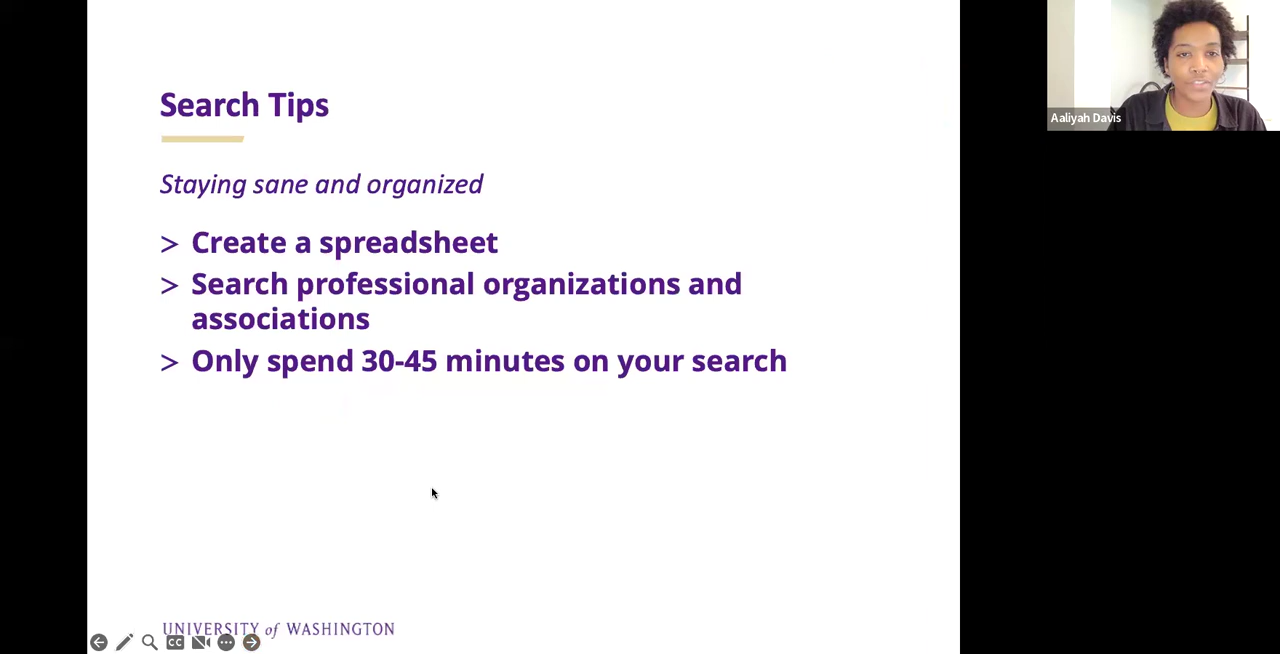 Search Tips
Staying sane and organized
> Create a spreadsheet
> Search professional organizations and
associations
> Only spend 30-45 minutes on your search
UNIVERSITY of WASHINGTON
CC
Aaliyah Davis